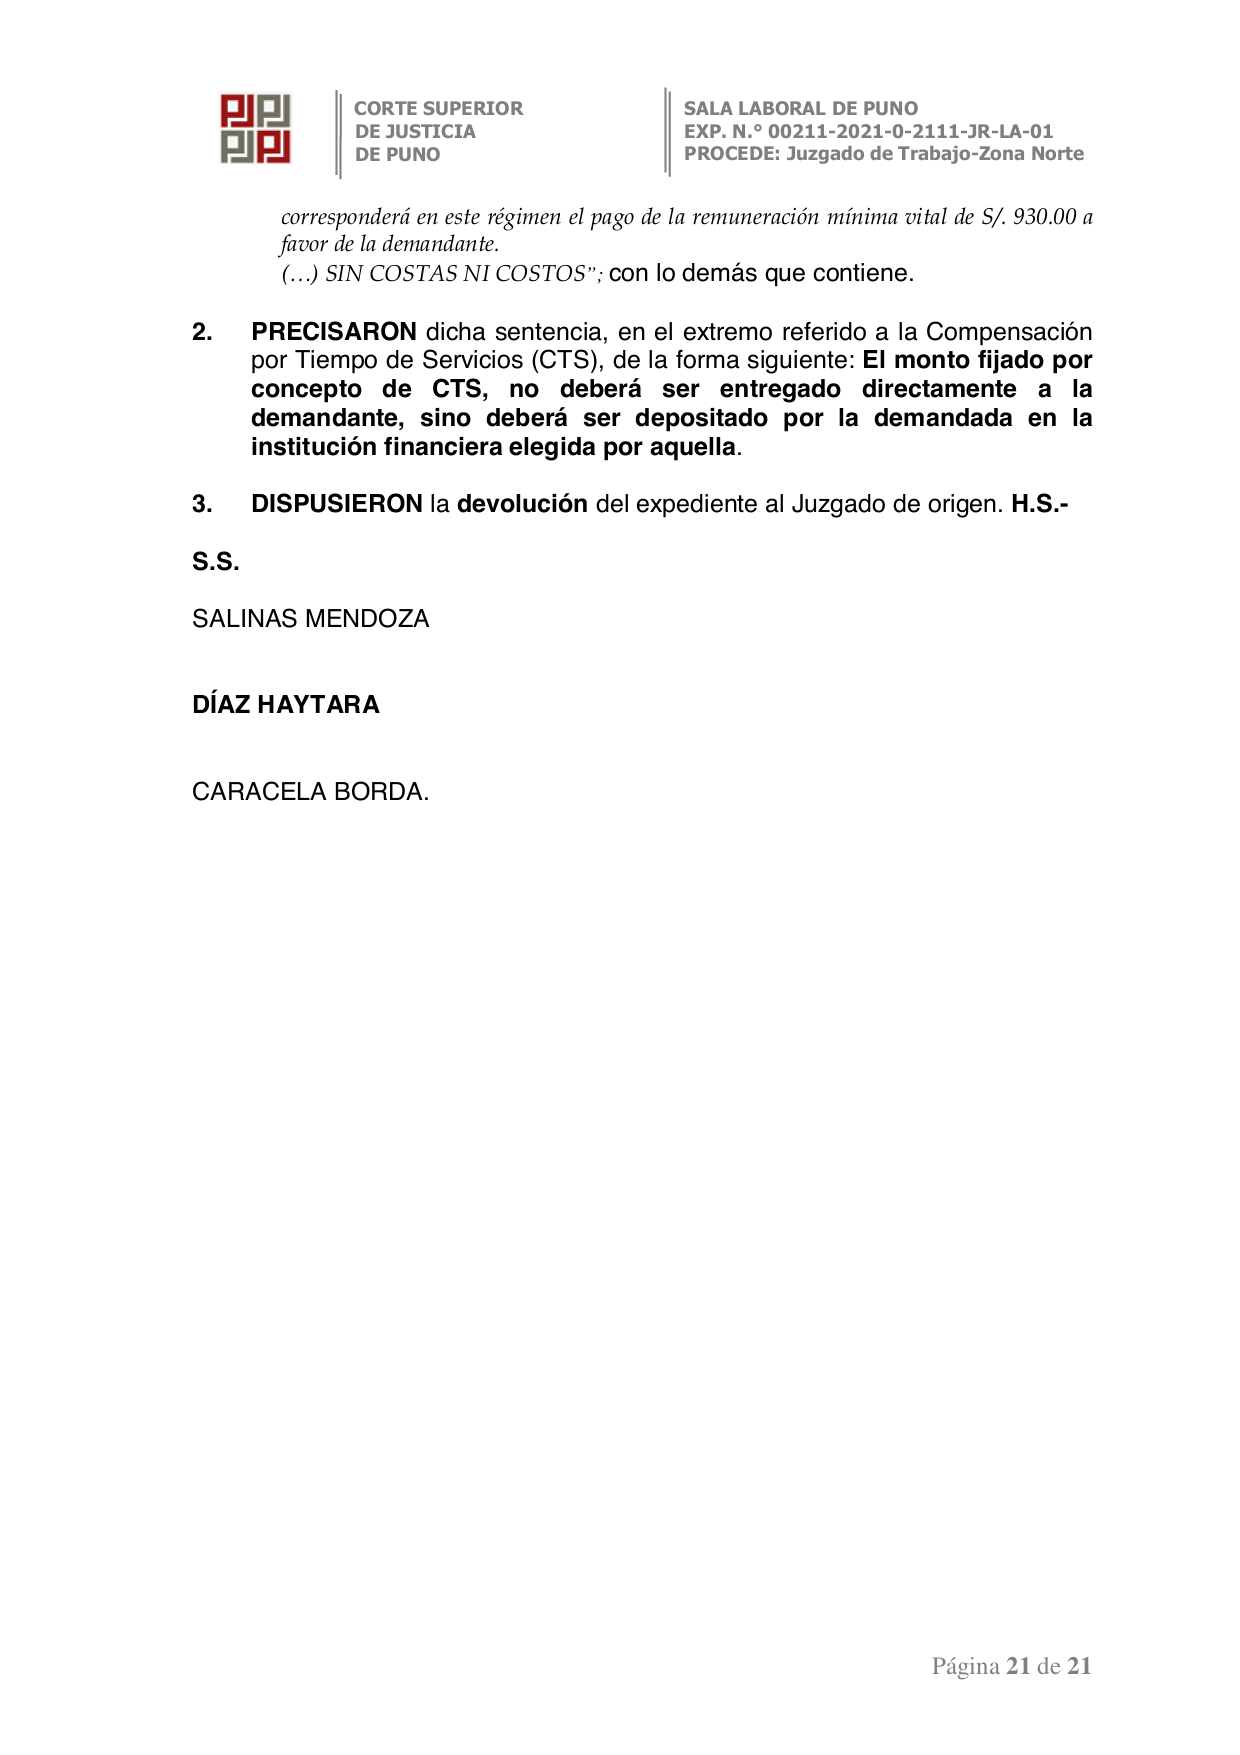 CORTE SUPERIOR
DE JUSTICIA
DE PUNO
SALA LABORAL DE PUNO
EXP. N.° 00211-2021-0-2111-JR-LA-01
PROCEDE: Juzgado de Trabajo-Zona Norte
corresponderá en este régimen el pago de la remuneración mínima vital de S/. 930.00 a
favor de la demandante.
(…) SIN COSTAS NI COSTOS”; con lo demás que contiene.
2. PRECISARON dicha sentencia, en el extremo referido a la Compensación
por Tiempo de Servicios (CTS), de la forma siguiente: El monto fijado por
concepto de CTS, no deberá ser entregado directamente a la
demandante, sino deberá ser depositado por la demandada en la
institución financiera elegida por aquella.
3. DISPUSIERON la devolución del expediente al Juzgado de origen. H.S.-
S.S.
SALINAS MENDOZA
DÍAZ HAYTARA
CARACELA BORDA.
Página 21 de 21